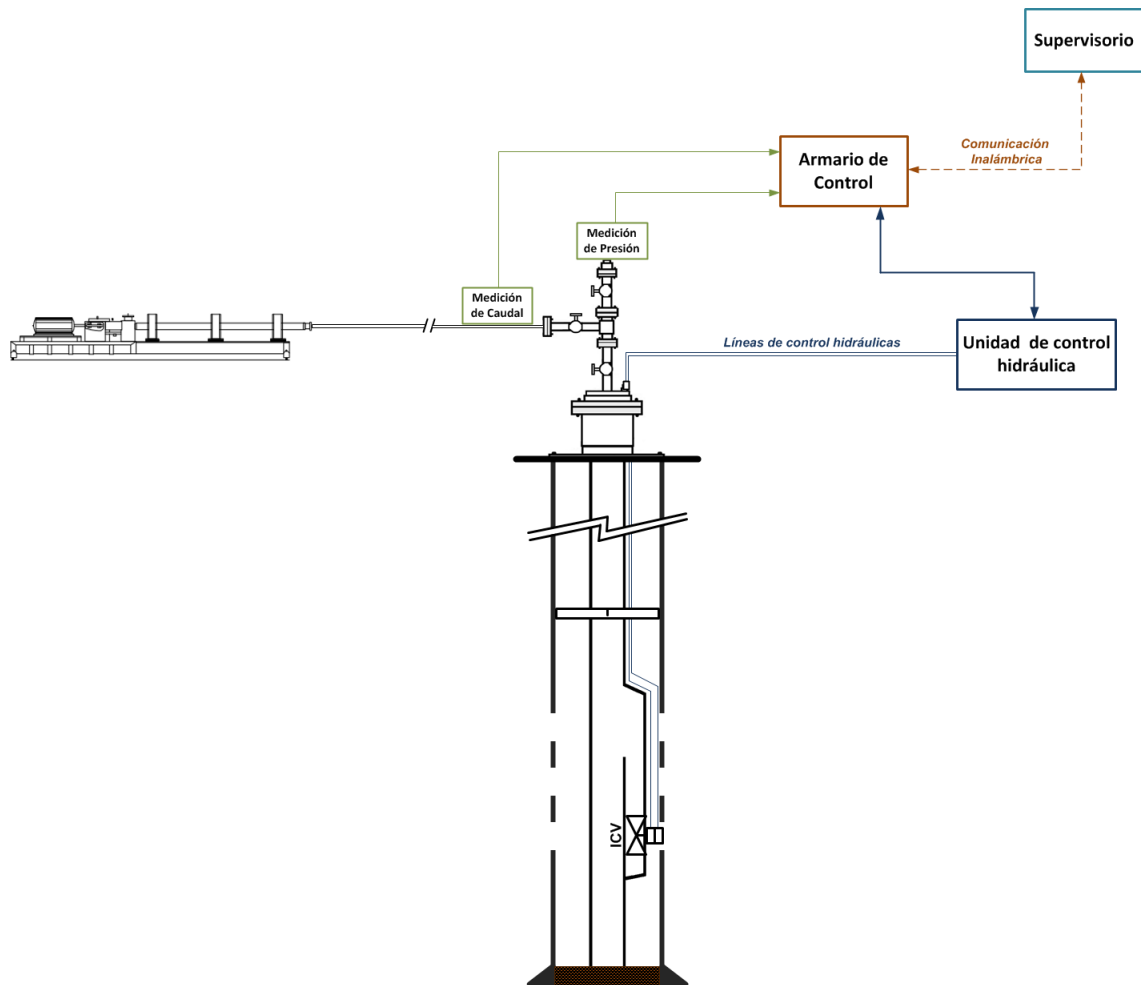 Supervisorio
Comunicación
Inalámbrica
Armario de
Control
Medición
de Presión
Medición
de Caudal
Líneas de control hidráulicas
Unidad de control
hidráulica
ICV